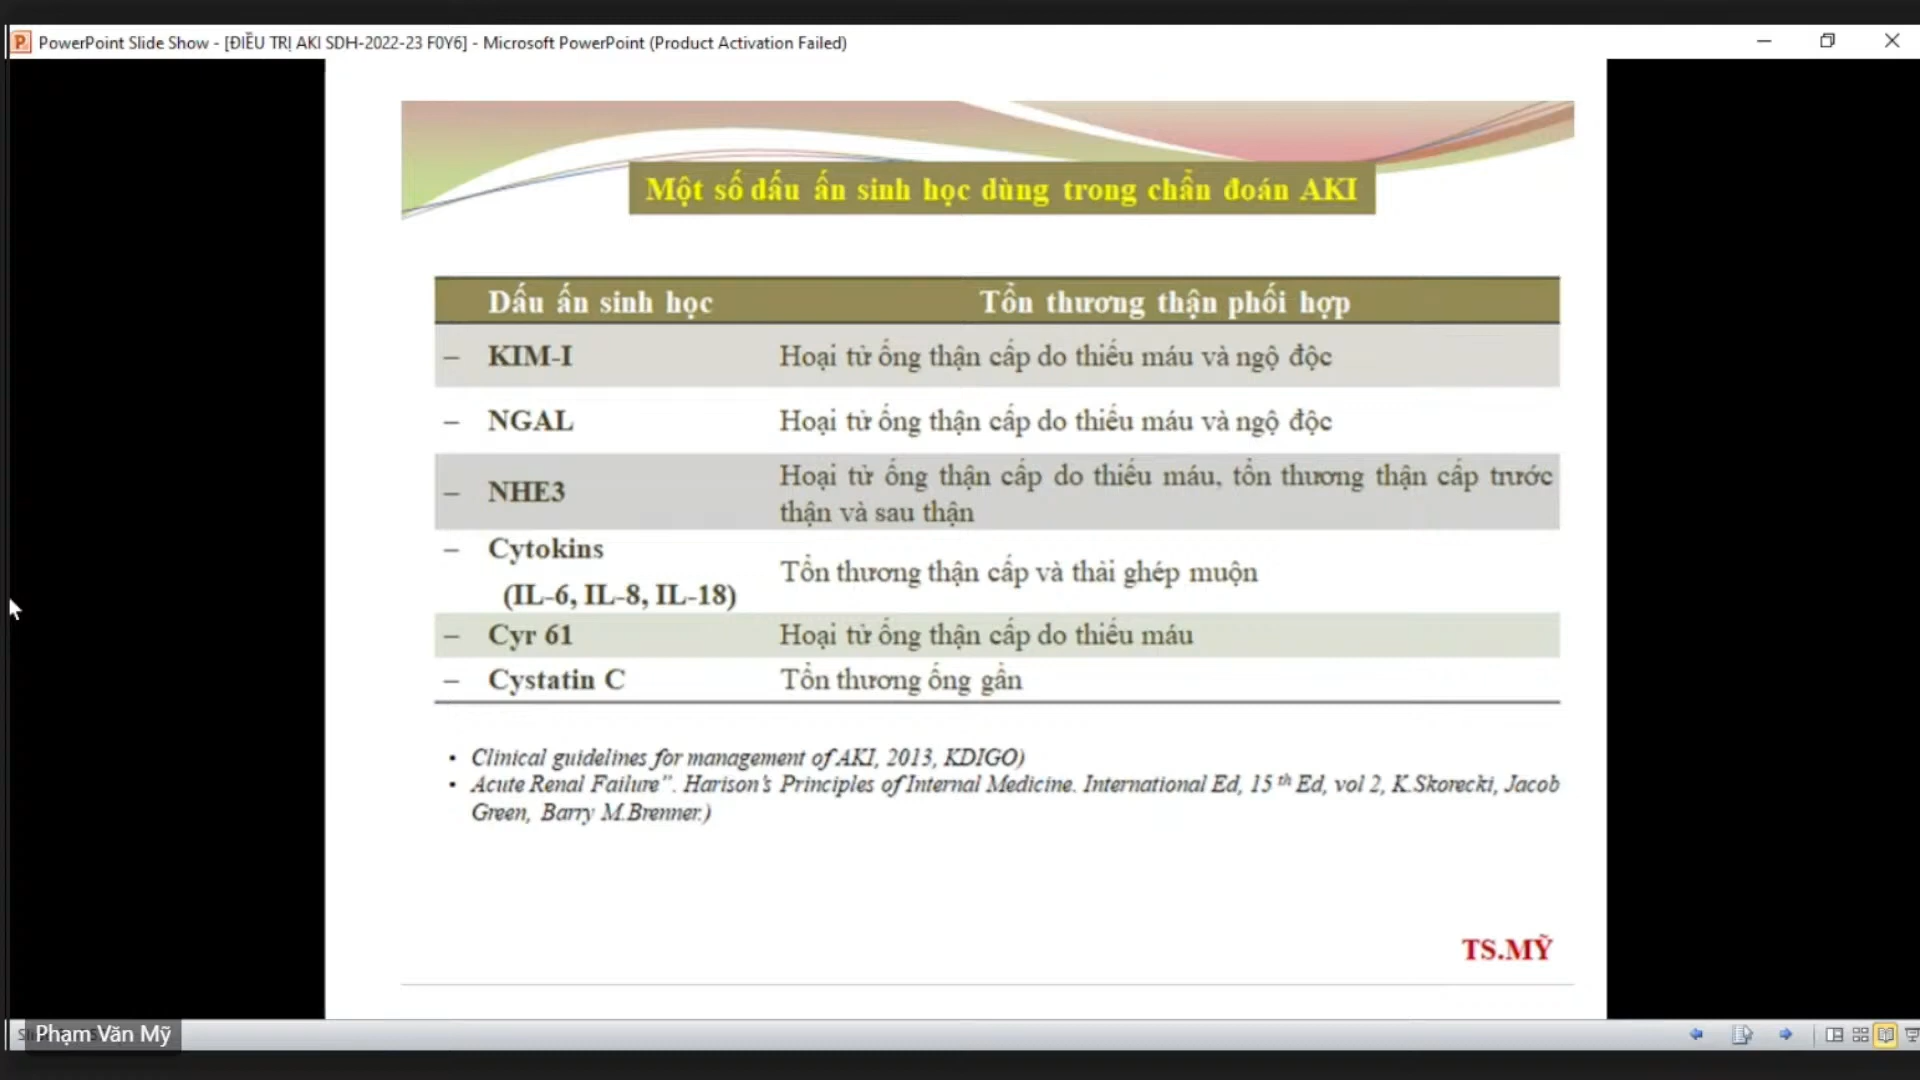 PowerPoint Slide Show - [ĐIỀU TRỊ AKI SDH-2022-23 F0Y6] - Microsoft PowerPoint (Product Activation Failed)
Một số dấu ấn sinh học dùng trong chẩn đoán AKI
Dấu ấn sinh học Tổn thương thận phối hợp
– KIM-I Hoại tử ống thận cấp do thiếu máu và ngộ độc
– NGAL Hoại tử ống thận cấp do thiếu máu và ngộ độc
– NHE3 Hoại tử ống thận cấp do thiếu máu, tổn thương thận cấp trước
thận và sau thận
– Cytokins
(IL-6, IL-8, IL-18) Tổn thương thận cấp và thải ghép muộn
– Cyr 61 Hoại tử ống thận cấp do thiếu máu
– Cystatin C Tổn thương ống gần
• Clinical guidelines for management of AKI, 2013, KDIGO)
• Acute Renal Failure”. Harison's Principles of Internal Medicine. International Ed, 15 th Ed, vol 2, K.Skorecki, Jacob
Green, Barry M.Brenner.)
TS.MỸ
Phạm Văn Mỹ